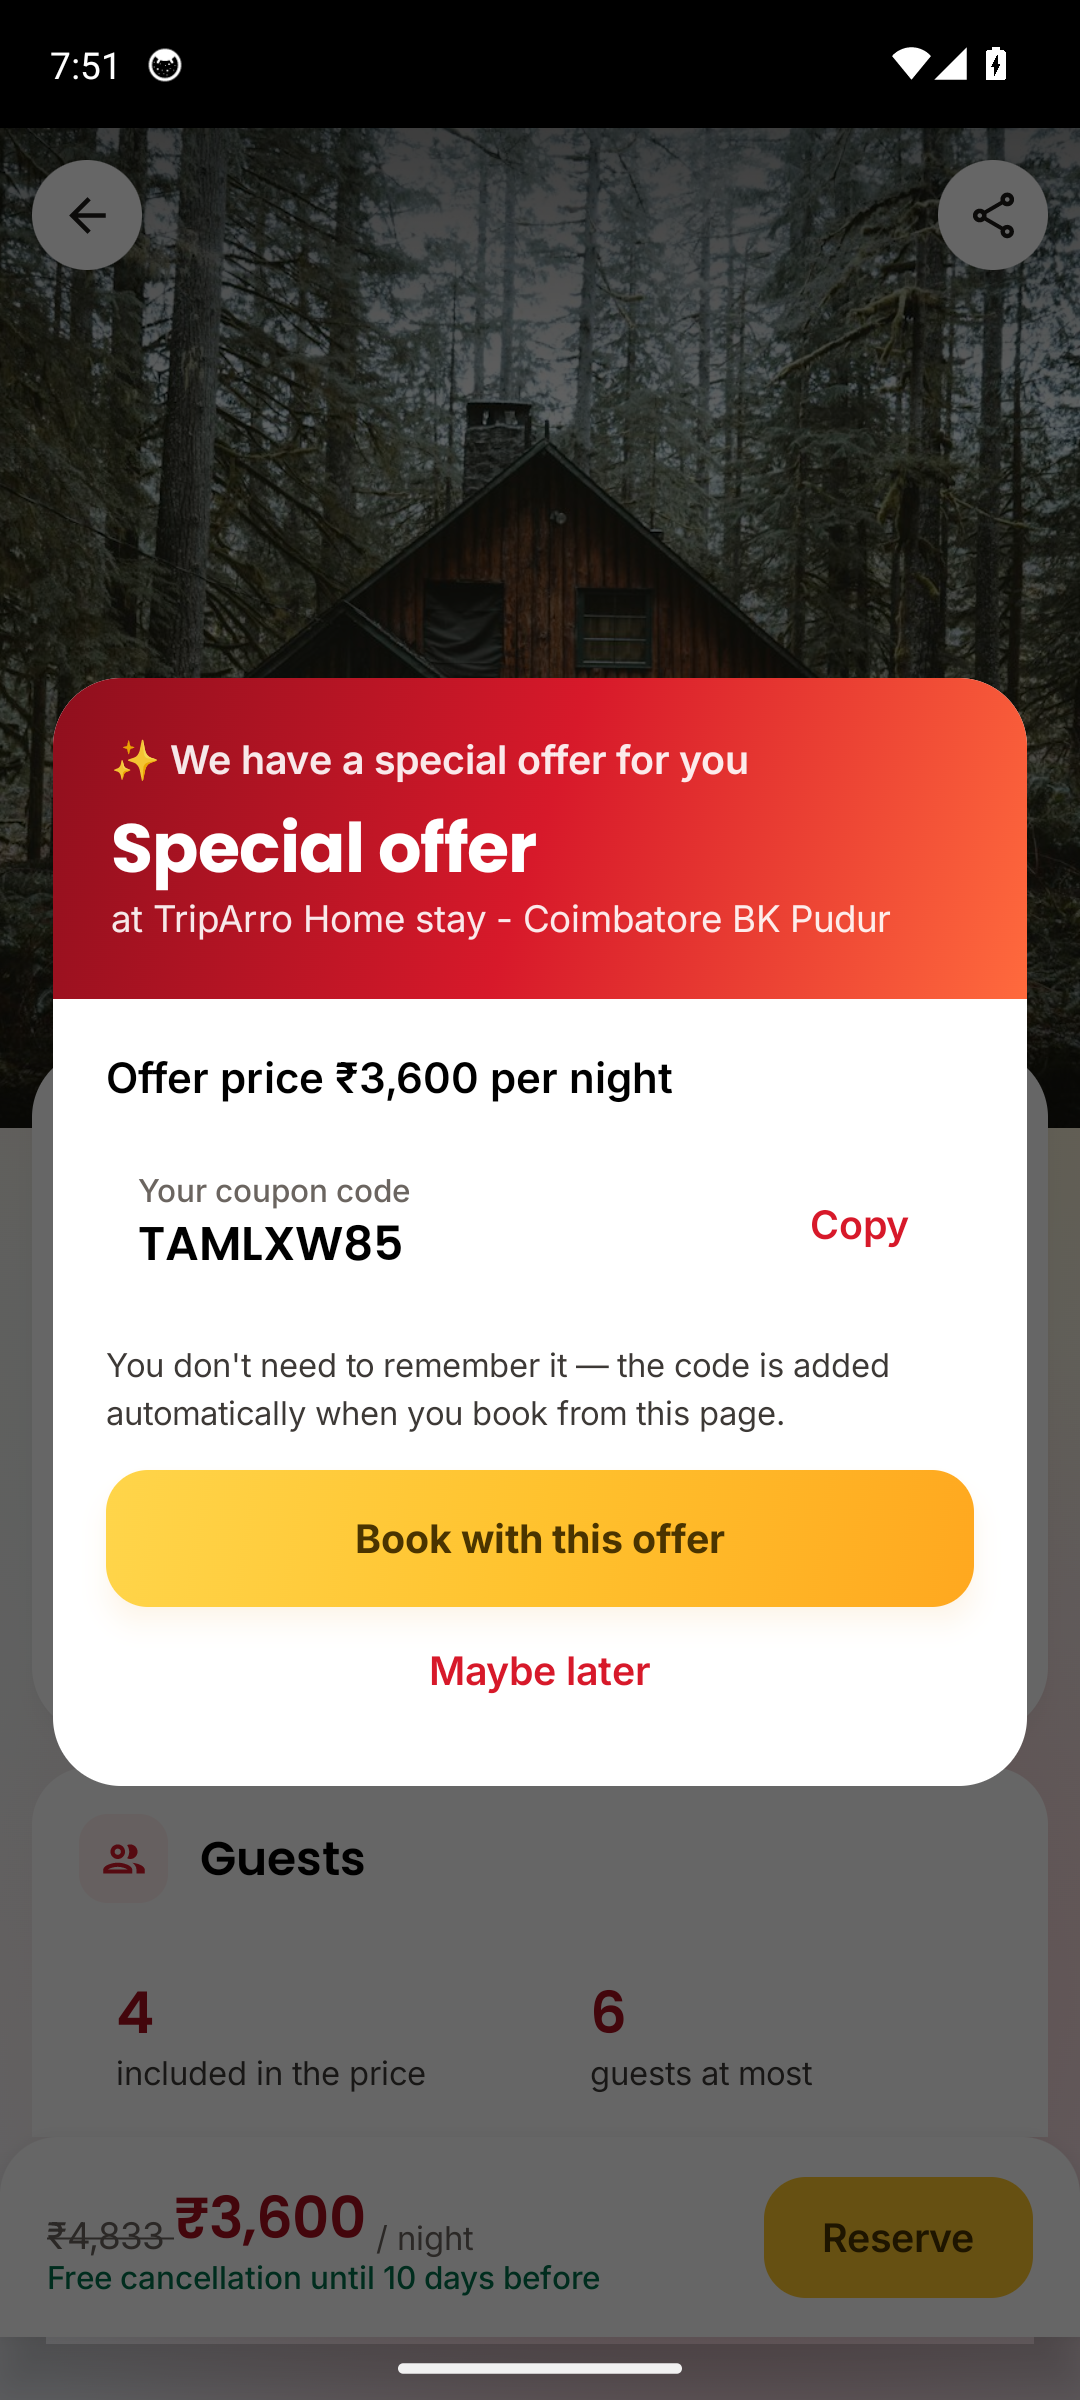 7:51
✨ We have a special offer for you
Special offer
at TripArro Home stay - Coimbatore BK Pudur
Offer price ₹3,600 per night
Your coupon code
TAMLXW85
Copy
You don't need to remember it — the code is added
automatically when you book from this page.
Book with this offer
Maybe later
Guests
4
included in the price
6
guests at most
₹4,833 ₹3,600 / night
Free cancellation until 10 days before
Reserve